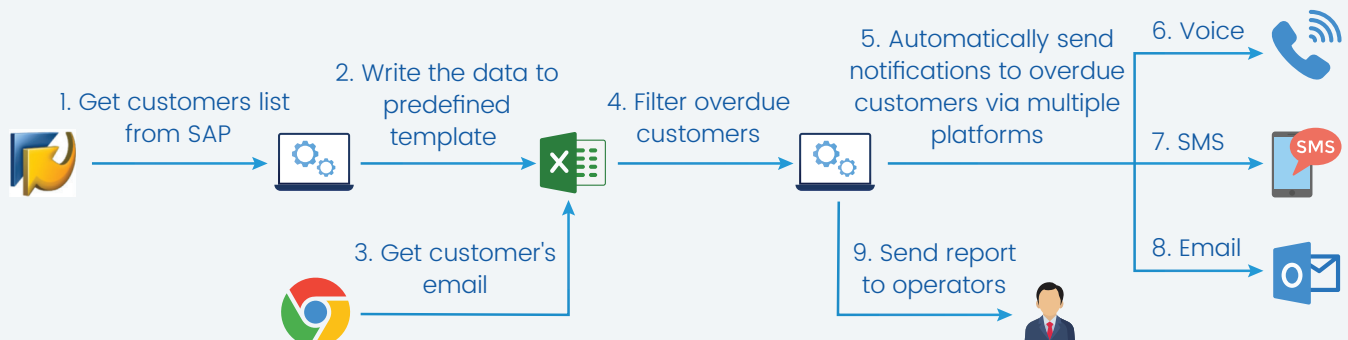 1. Get customers list
from SAP
2. Write the data to
predefined
template
3. Get customer's
email
4. Filter overdue
customers
5. Automatically send
notifications to overdue
customers via multiple
platforms
6. Voice
7. SMS
SMS
8. Email
9. Send report
to operators
X
O